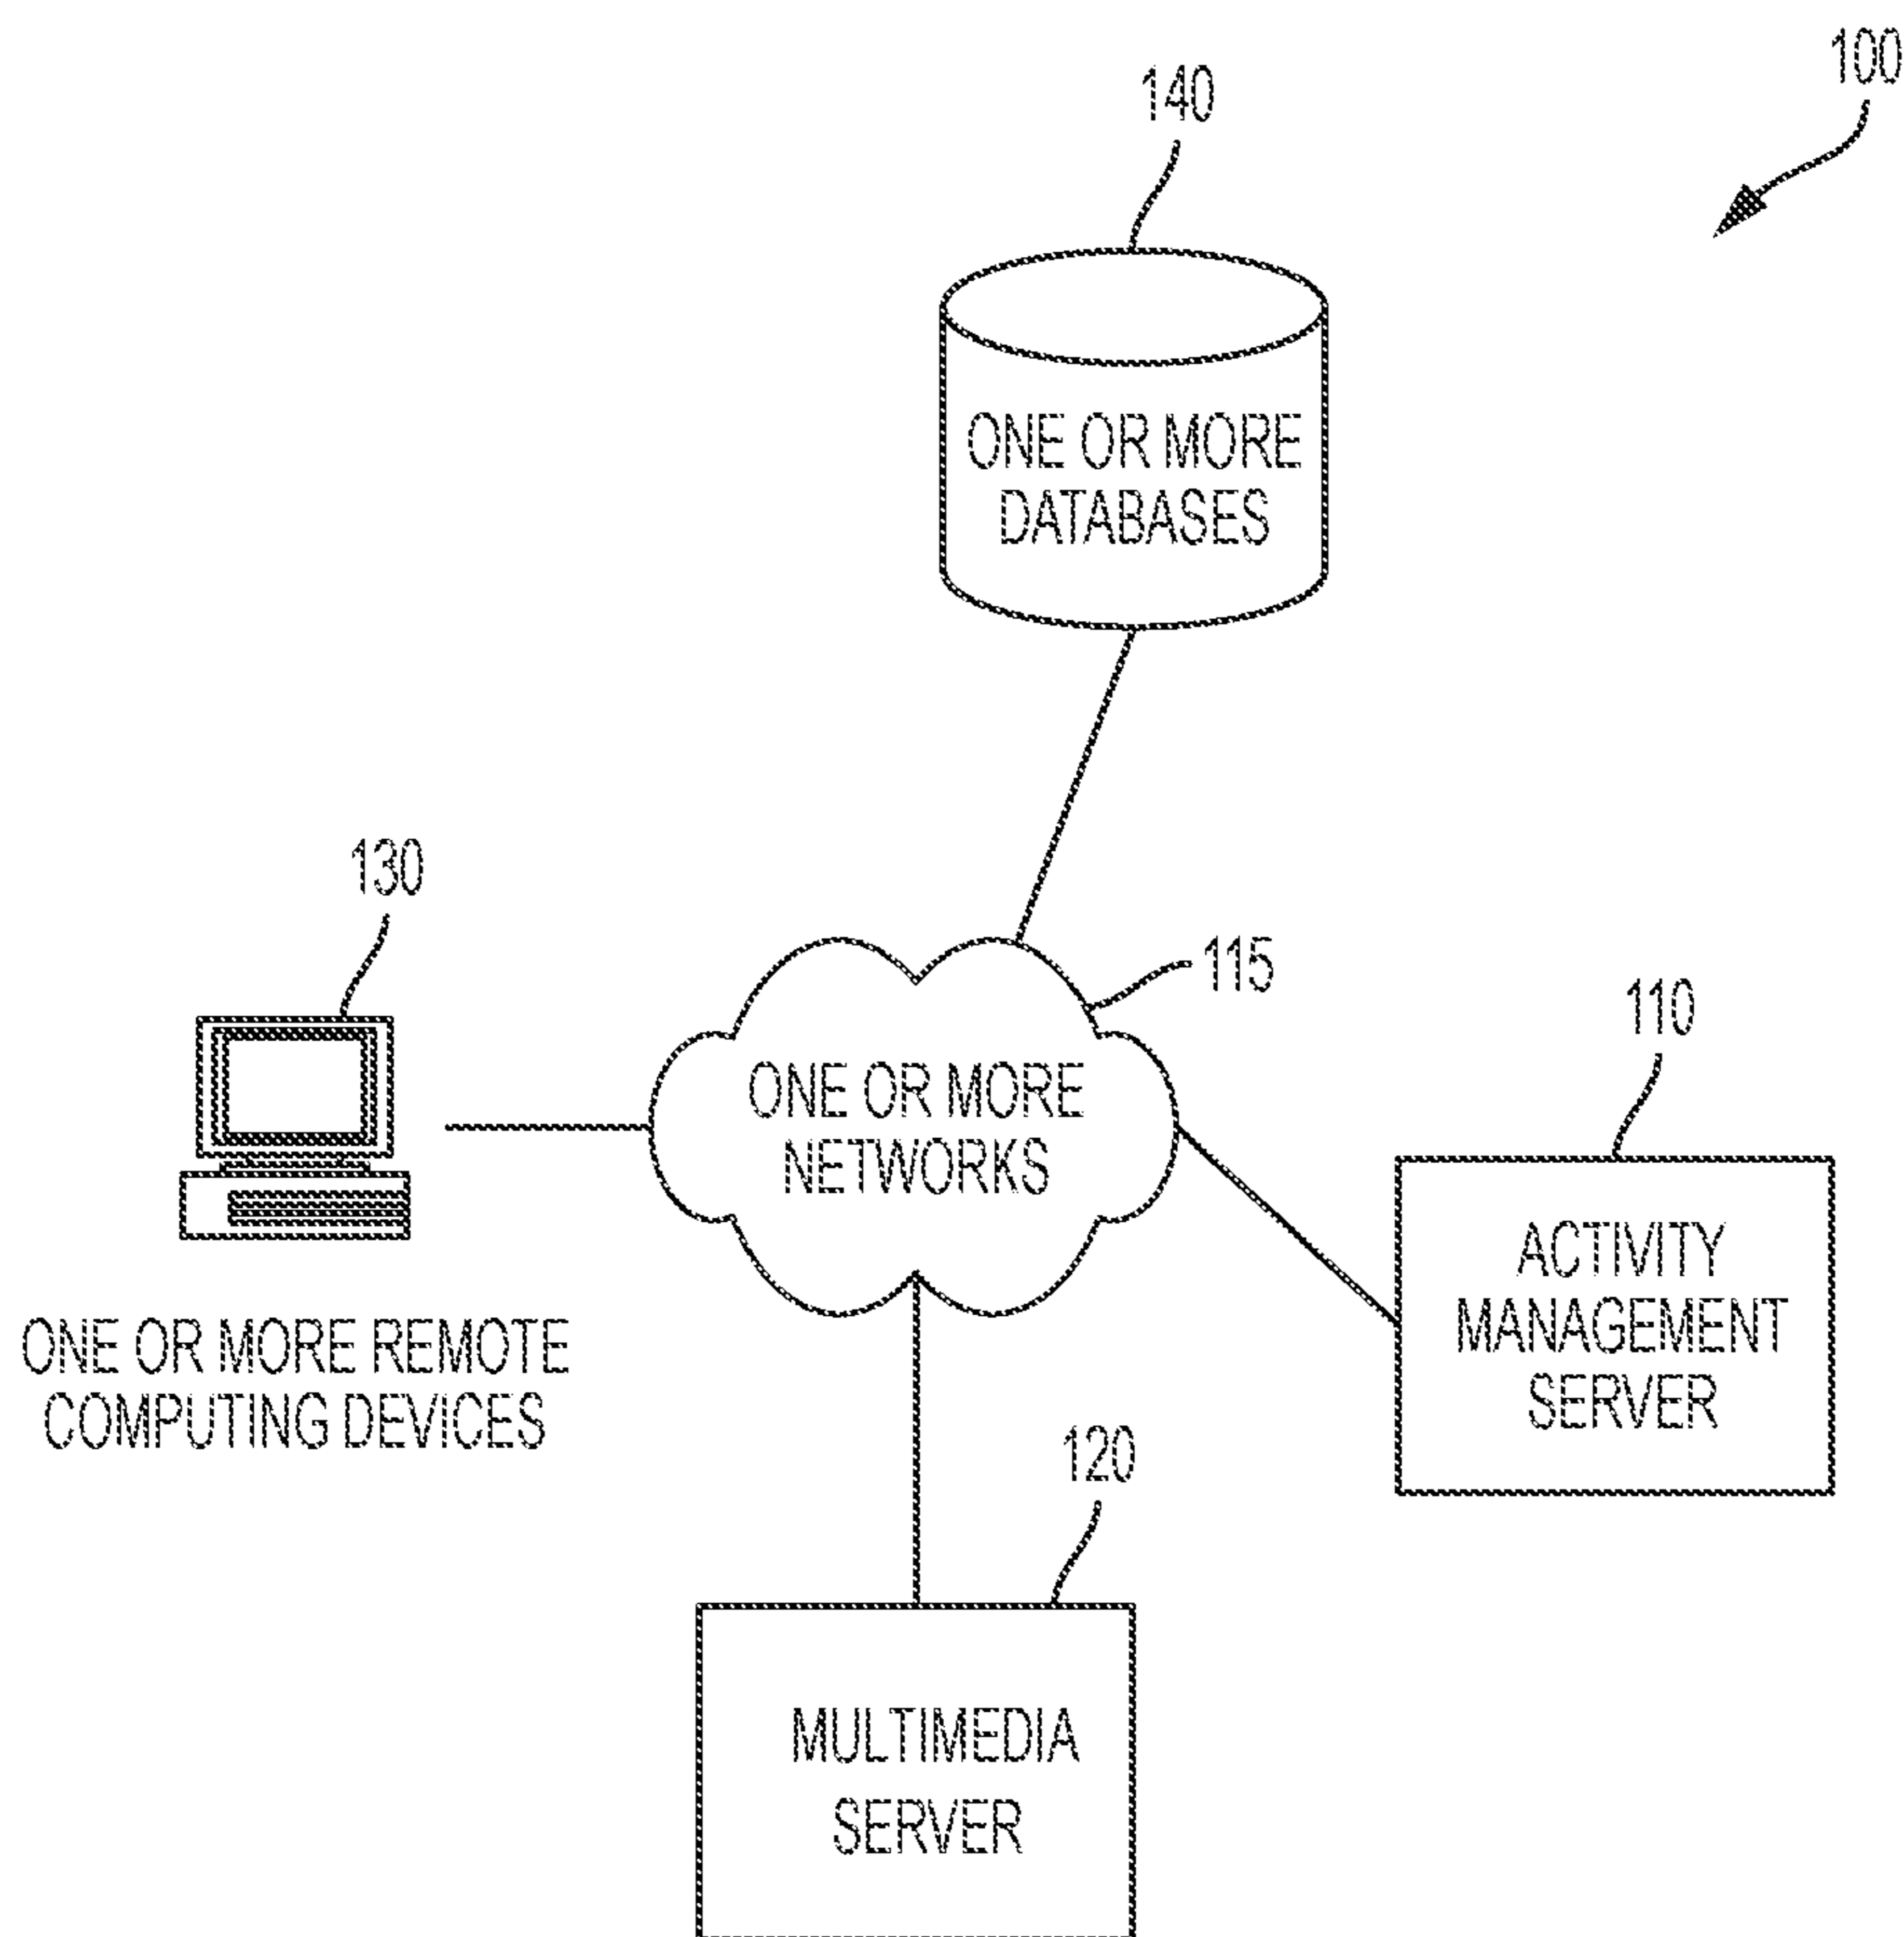 100
140
ONE OR MORE
DATABASES
130
115
ONE OR MORE
NETWORKS
110
ACTIVITY
MANAGEMENT
SERVER
ONE OR MORE REMOTE
COMPUTING DEVICES
120
MULTIMEDIA
SERVER